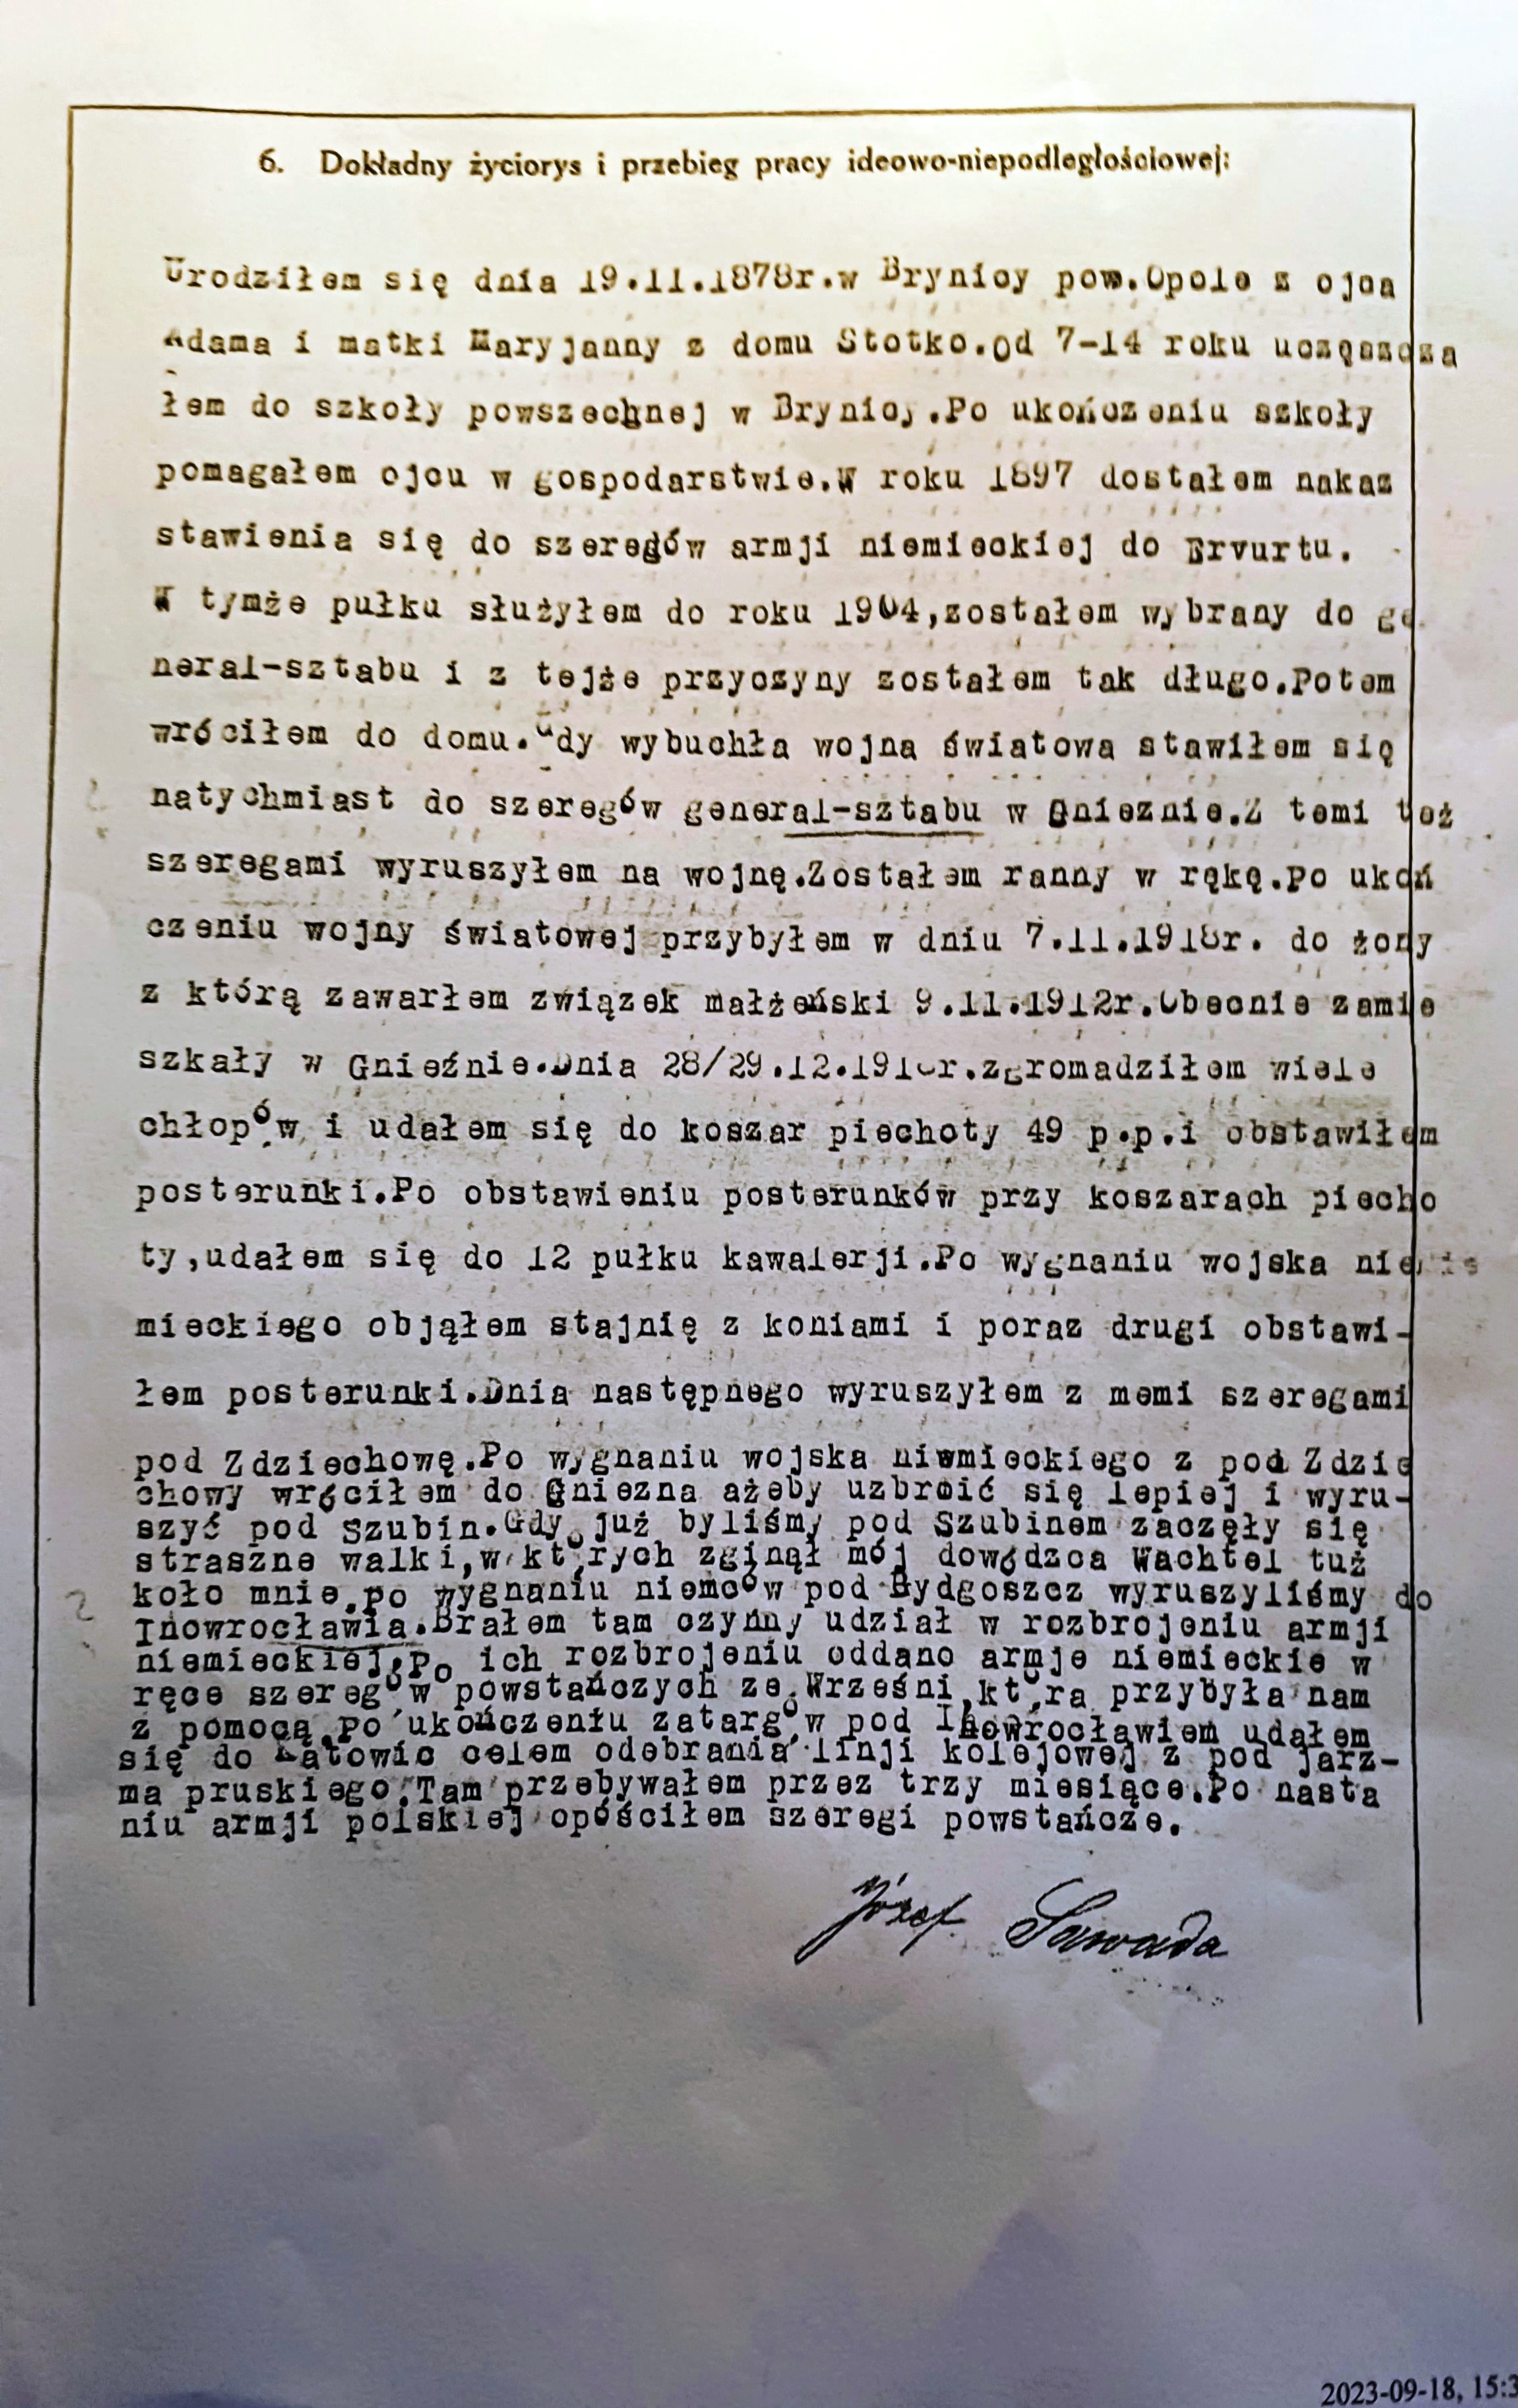 6. Dokładny życiorys i przebieg pracy ideowo-niepodległościowej:
Urodziłem się dnia 19.11.1878r.w Brynicy pow.Opole z ojca
Adama i matki Maryjanny z domu Stotko.od 7-14 roku uczęszcza
łem do szkoły powszechnej w Brynicy.Po ukończeniu szkoły
pomagałem ojcu w gospodarstwie.W roku 1897 dostałem nakaz
stawienia się do szeregów armji niemieckiej do Ervurtu.
W tymże pułku służyłem do roku 1904,zostałem wybrany do ge
neral-sztabu i z tejże przyczyny zostałem tak długo.Potem
wróciłem do domu.Gdy wybuchła wojna światowa stawiłem się
natychmiast do szeregów general-sztabu w Gnieznie.Z temi też
szeregami wyruszyłem na wojnę.Zostałem ranny w rękę.Po ukoń
czeniu wojny światowej przybyłem w dniu 7.11.1918r. do żony
z którą zawarłem związek małżeński 9.11.1912r.Obecnie zamie
szkały w Gnieźnie.Dnia 28/29.12.1918r.zgromadziłem wiele
chłopów i udałem się do koszar piechoty 49 p.p.i obstawiłem
posterunki.Po obstawieniu posterunków przy koszarach piecho
ty,udałem się do 12 pułku kawalerji.Po wygnaniu wojska nie
mieckiego objąłem stajnię z koniami i poraz drugi obstawi-
łem posterunki.Dnia następnego wyruszyłem z memi szeregami
pod Zdziechowę.Po wygnaniu wojska niemieckiego z pod Zdzie
chowy wróciłem do Gniezna ażeby uzbroić się lepiej i wyru-
szyć pod Szubin.Gdy już byliśmy pod Szubinem zaczęły się
straszne walki,w których zginął mój dowódzca Wachtel tuż
koło mnie.po wygnaniu niemców pod Bydgoszcz wyruszyliśmy do
Inowrocławia.Brałem tam czynny udział w rozbrojeniu armji
niemieckiej.Po ich rozbrojeniu oddano armje niemieckie w
ręce szeregów powstańczych ze Wrześni,która przybyła nam
z pomocą.Po ukończeniu zatargów pod Inowrocławiem udałem
się do Katowic celem odebrania linji kolejowej z pod jarz-
ma pruskiego.Tam przebywałem przez trzy miesiące.Po nasta
niu armji polskiej opóściłem szeregi powstańcze.
Józef Sawada
2023-09-18, 15:3